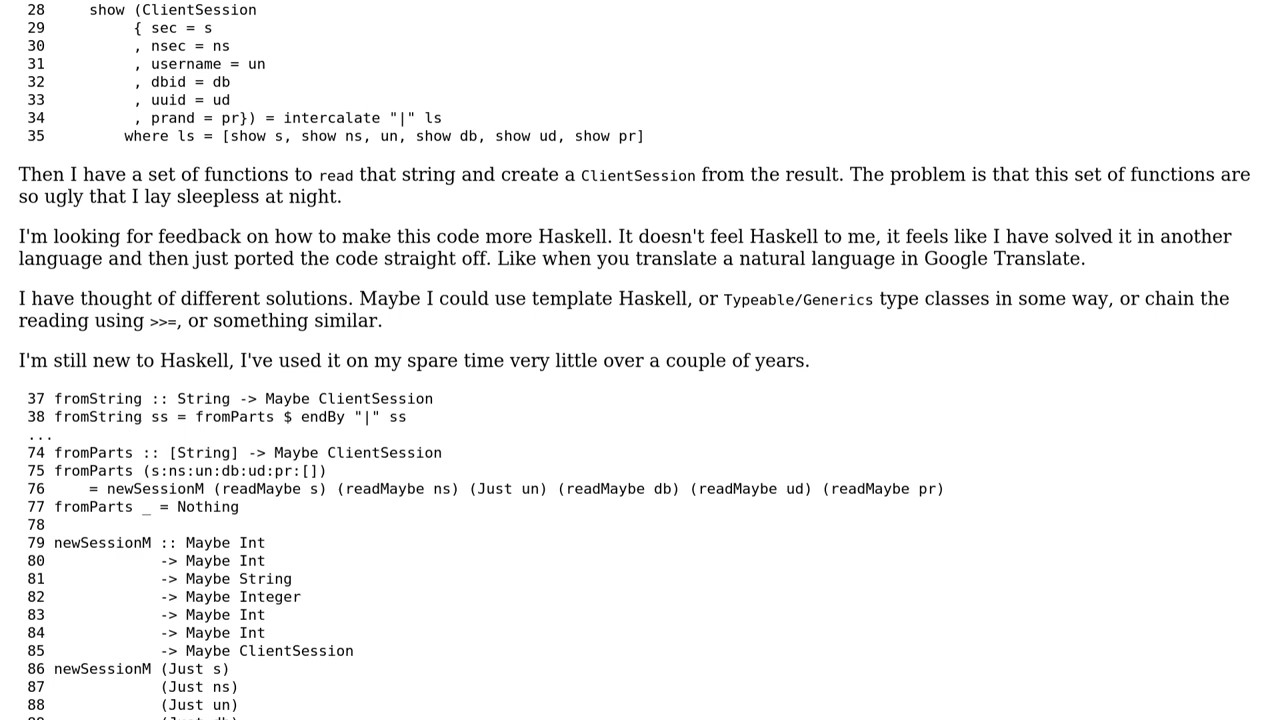 28     show (ClientSession
29          { sec = s
30          , nsec = ns
31          , username = un
32          , dbid = db
33          , uuid = ud
34          , prand = pr}) = intercalate "|" ls
35         where ls = [show s, show ns, un, show db, show ud, show pr]
Then I have a set of functions to read that string and create a ClientSession from the result. The problem is that this set of functions are
so ugly that I lay sleepless at night.
I'm looking for feedback on how to make this code more Haskell. It doesn't feel Haskell to me, it feels like I have solved it in another
language and then just ported the code straight off. Like when you translate a natural language in Google Translate.
I have thought of different solutions. Maybe I could use template Haskell, or Typeable/Generics type classes in some way, or chain the
reading using >>=, or something similar.
I'm still new to Haskell, I've used it on my spare time very little over a couple of years.
37 fromString :: String -> Maybe ClientSession
38 fromString ss = fromParts $ endBy "|" ss
...
74 fromParts :: [String] -> Maybe ClientSession
75 fromParts (s:ns:un:db:ud:pr:[])
76     = newSessionM (readMaybe s) (readMaybe ns) (Just un) (readMaybe db) (readMaybe ud) (readMaybe pr)
77 fromParts _ = Nothing
78
79 newSessionM :: Maybe Int
80             -> Maybe Int
81             -> Maybe String
82             -> Maybe Integer
83             -> Maybe Int
84             -> Maybe Int
85             -> Maybe ClientSession
86 newSessionM (Just s)
87             (Just ns)
88             (Just un)